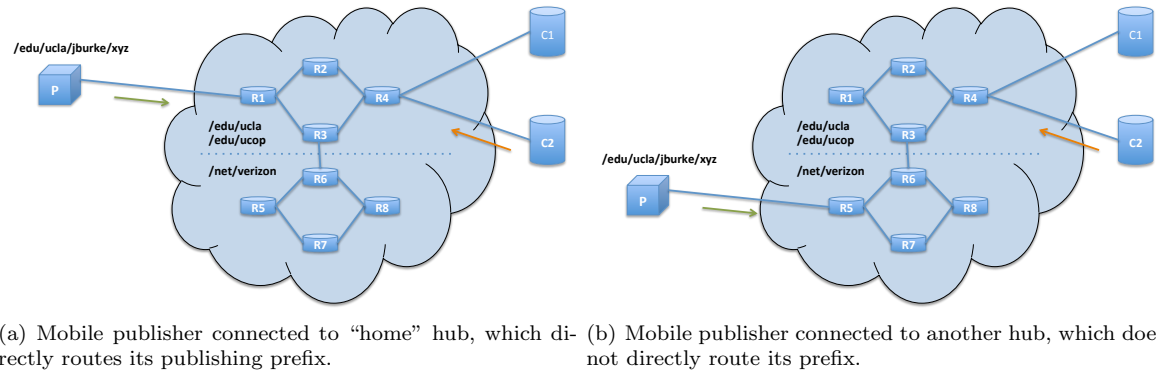 /edu/ucla/jburke/xyz
P
R1
R2
R4
R3
C1
C2
/edu/ucla
/edu/ucop
/net/verizon
R6
R5
R8
R7
(a) Mobile publisher connected to “home” hub, which di-
rectly routes its publishing prefix.
C1
R2
R1
R4
R3
C2
/edu/ucla
/edu/ucop
/edu/ucla/jburke/xyz
/net/verizon
P
R6
R5
R8
R7
(b) Mobile publisher connected to another hub, which doe
not directly route its prefix.